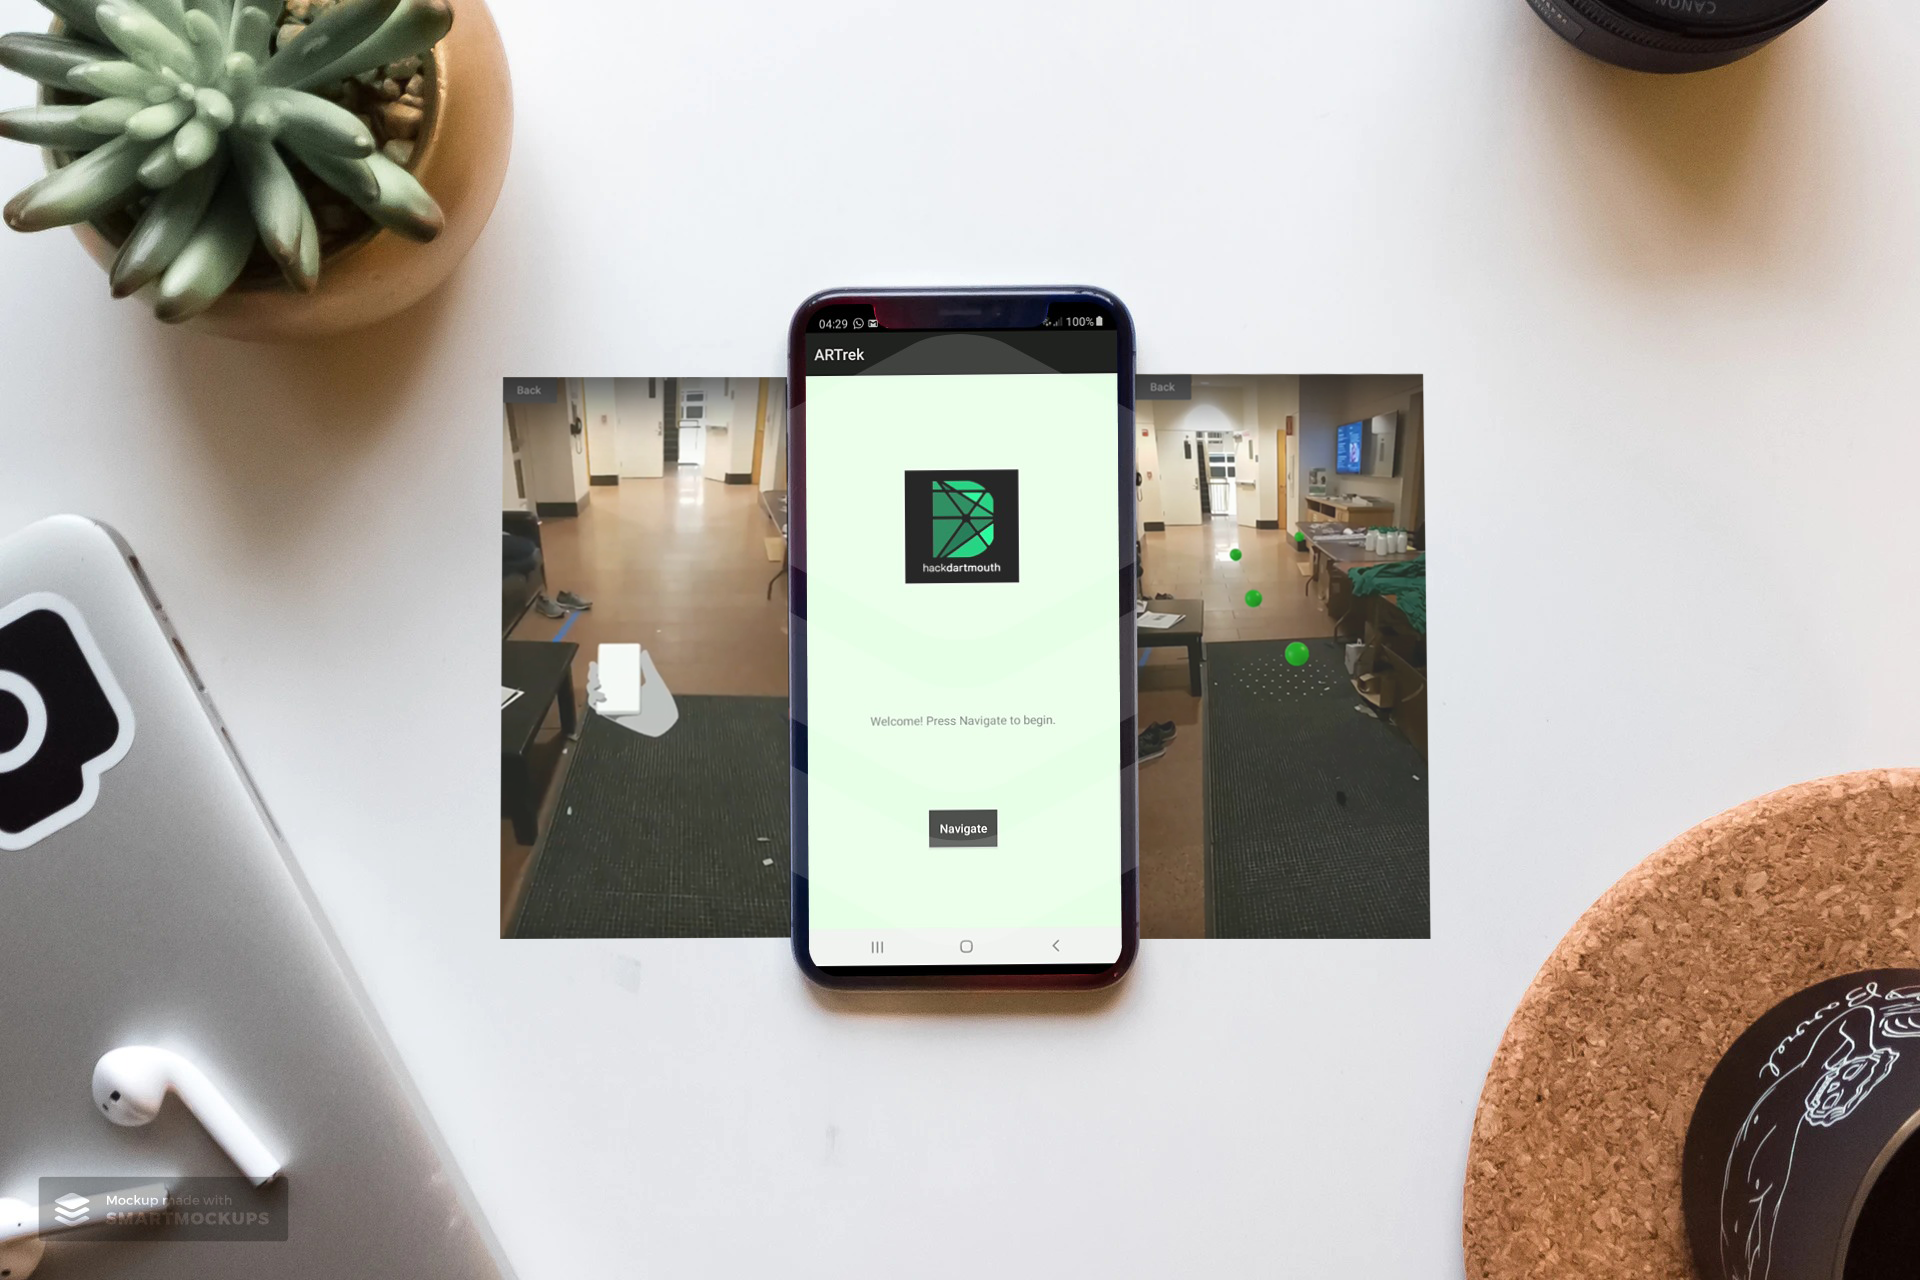 CANON
04:29
100%
ARTrek
Back
Back
hackdartmouth
Welcome! Press Navigate to begin.
Navigate
Mockup made with
SMARTMOCKUPS